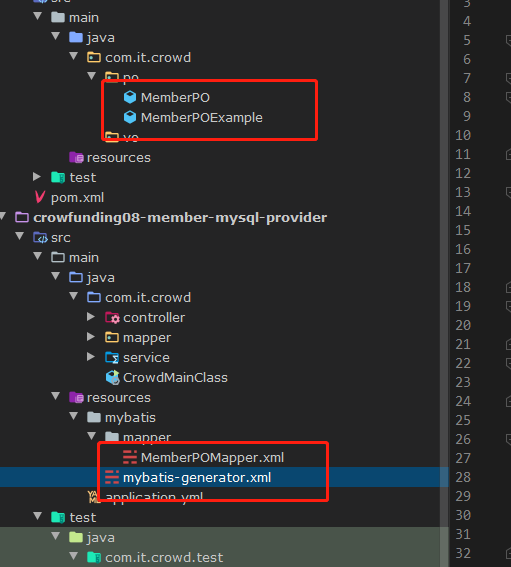 src
main
java
com.it.crowd
po
MemberPO
MemberPOExample
vo
resources
test
pom.xml
crowfunding08-member-mysql-provider
src
main
java
com.it.crowd
controller
mapper
service
CrowdMainClass
resources
mybatis
mapper
MemberPOMapper.xml
mybatis-generator.xml
application.yml
test
java
com.it.crowd.test
3
4
5
6
7
8
9
10
11
12
13
14
15
16
17
18
19
20
21
22
23
24
25
26
27
28
29
30
31
32